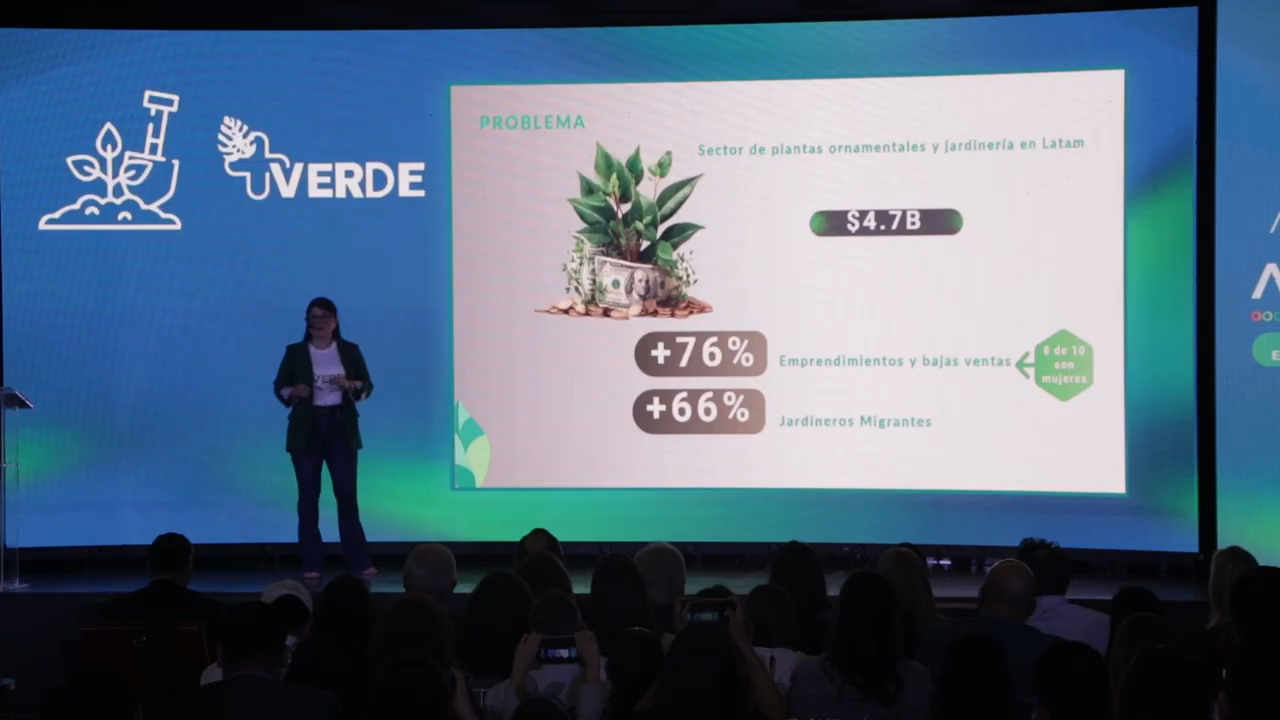 VERDE
PROBLEMA
Sector de plantas ornamentales y jardinería en Latam
$4.7B
+76%
Emprendimientos y bajas ventas
8 de 10
son
mujeres
+66%
Jardineros Migrantes